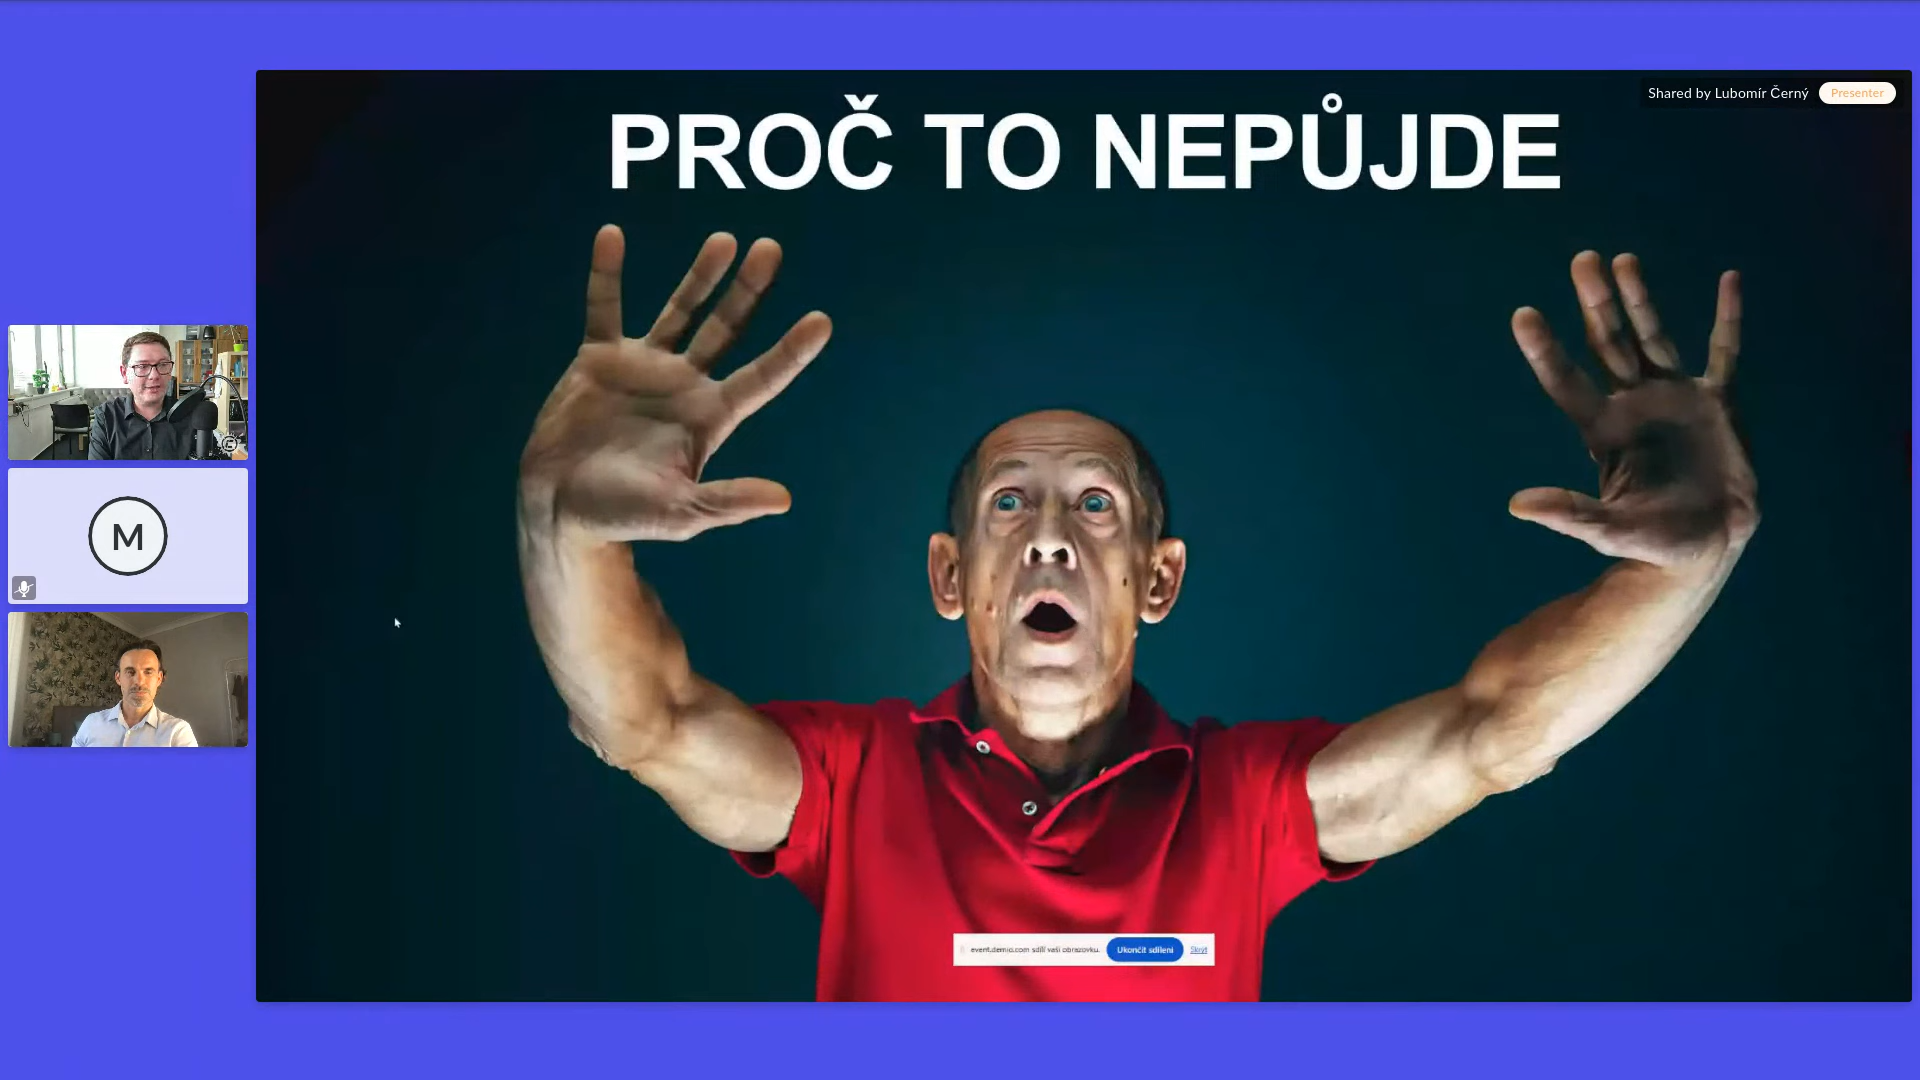 Shared by Lubomír Černý Presenter
PROČ TO NEPŮJDE
M
event.demio.com sdílí vaši obrazovku. Ukončit sdílení Skrýt